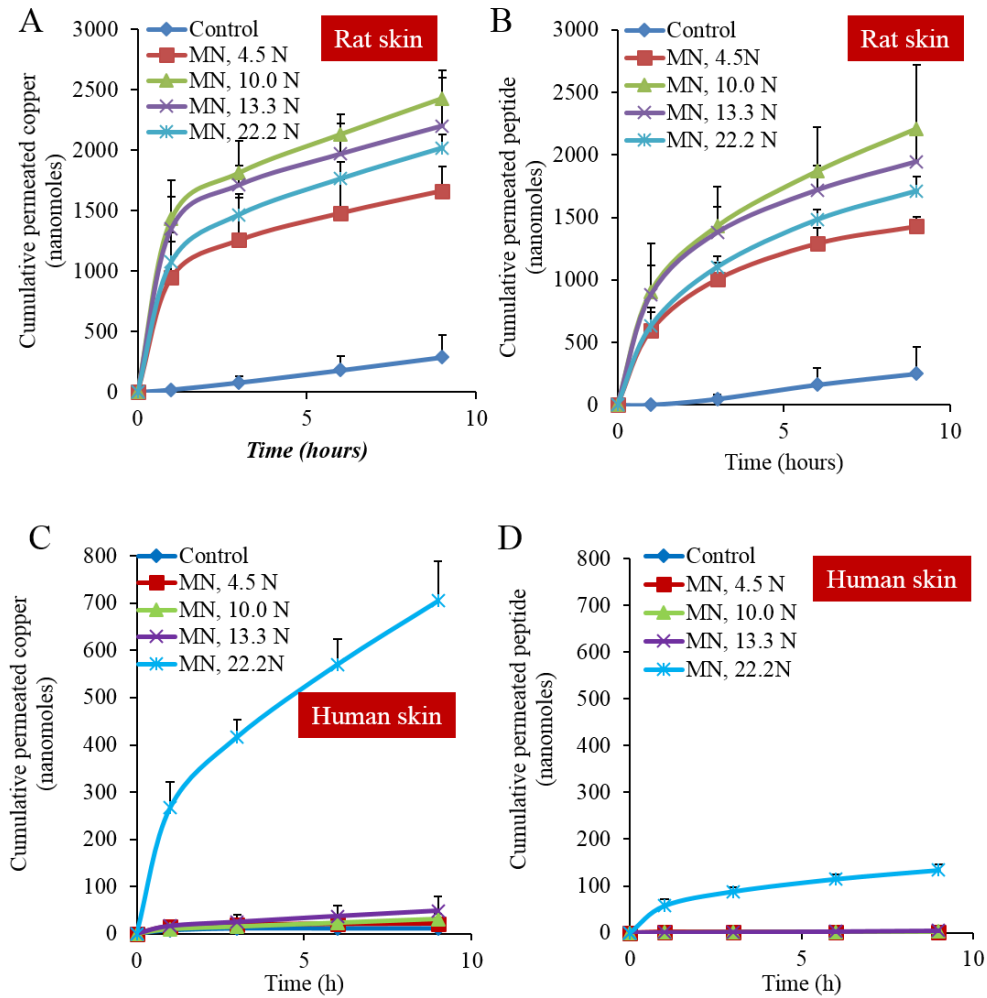 A
3000
2500
2000
1500
1000
500
0
Cumulative permeated copper
(nanomoles)
Control
MN, 4.5 N
MN, 10.0 N
MN, 13.3 N
MN, 22.2 N
Rat skin
0
5
10
Time (hours)
B
3000
2500
2000
1500
1000
500
0
Cumulative permeated peptide
(nanomoles)
Control
MN, 4.5N
MN, 10.0 N
MN, 13.3 N
MN, 22.2 N
Rat skin
0
5
10
Time (hours)
C
800
700
600
500
400
300
200
100
0
Cumulative permeated copper
(nanomoles)
Control
MN, 4.5 N
MN, 10.0 N
MN, 13.3 N
MN, 22.2N
Human skin
0
5
10
Time (h)
D
800
700
600
500
400
300
200
100
0
Cumulative permeated peptide
(nanomoles)
Control
MN, 4.5 N
MN, 10.0 N
MN, 13.3 N
MN, 22.2N
Human skin
0
5
10
Time (h)